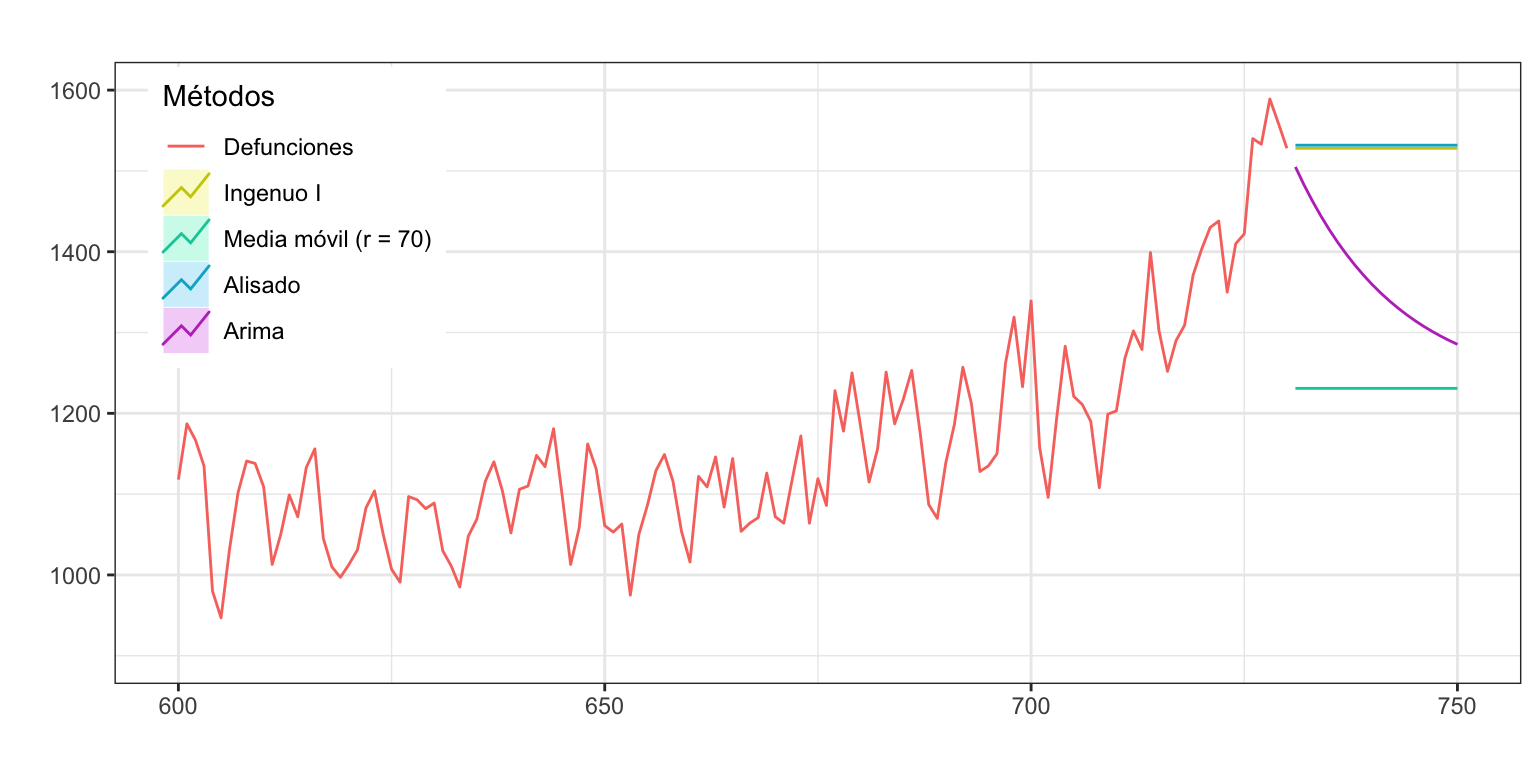 1600
1400
1200
1000
Métodos
Defunciones
Ingenuo I
Media móvil (r = 70)
Alisado
Arima
600
650
700
750